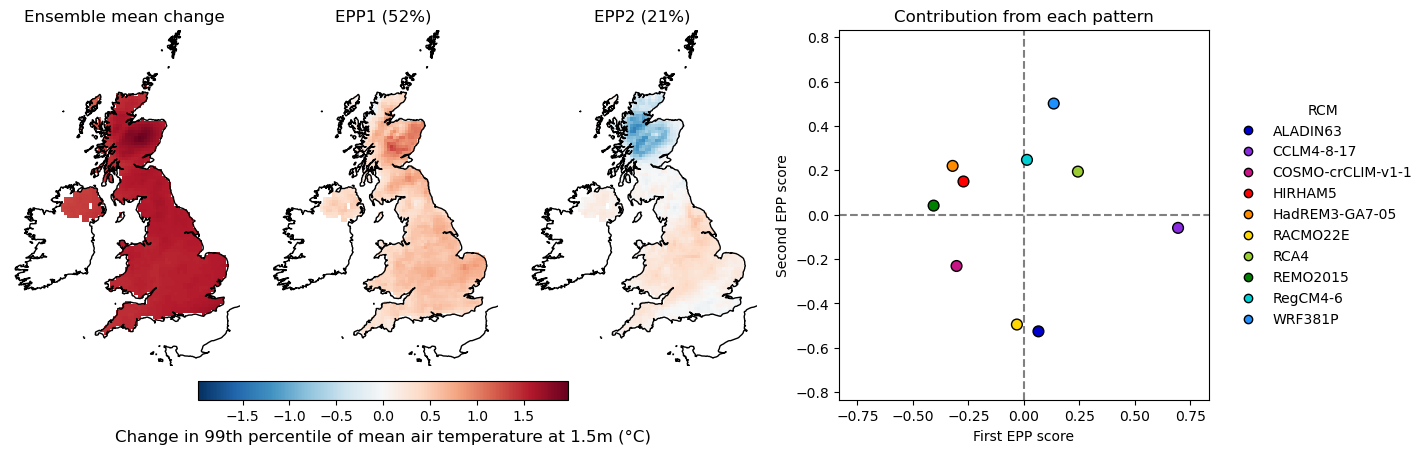 Ensemble mean change
EPP1 (52%)
EPP2 (21%)
Contribution from each pattern
−1.5 −1.0 −0.5 0.0 0.5 1.0 1.5
Change in 99th percentile of mean air temperature at 1.5m (°C)
Second EPP score
0.8
0.6
0.4
0.2
0.0
−0.2
−0.4
−0.6
−0.8
−0.75 −0.50 −0.25 0.00 0.25 0.50 0.75
First EPP score
RCM
ALADIN63
CCLM4-8-17
COSMO-crCLIM-v1-1
HIRHAM5
HadREM3-GA7-05
RACMO22E
RCA4
REMO2015
RegCM4-6
WRF381P